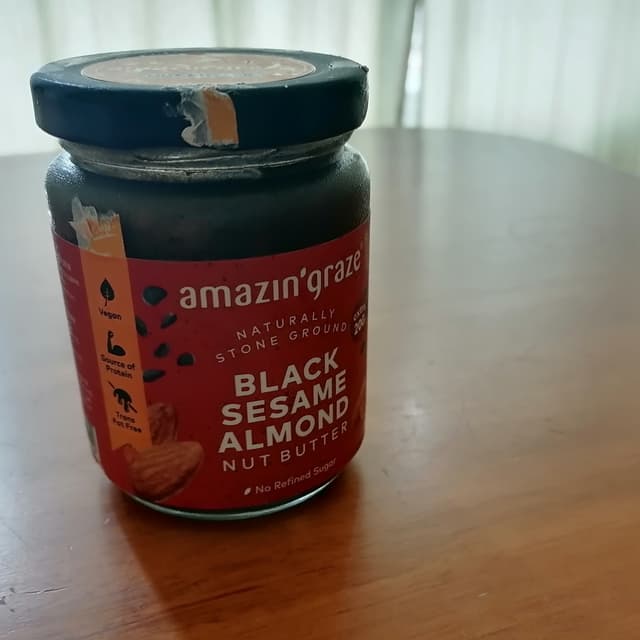 amazin'graze
NATURALLY
STONE GROUND
BLACK
SESAME
ALMOND
NUT BUTTER
No Refined Sugar
Vegan
Source of
Protein
Trans
Fat Free